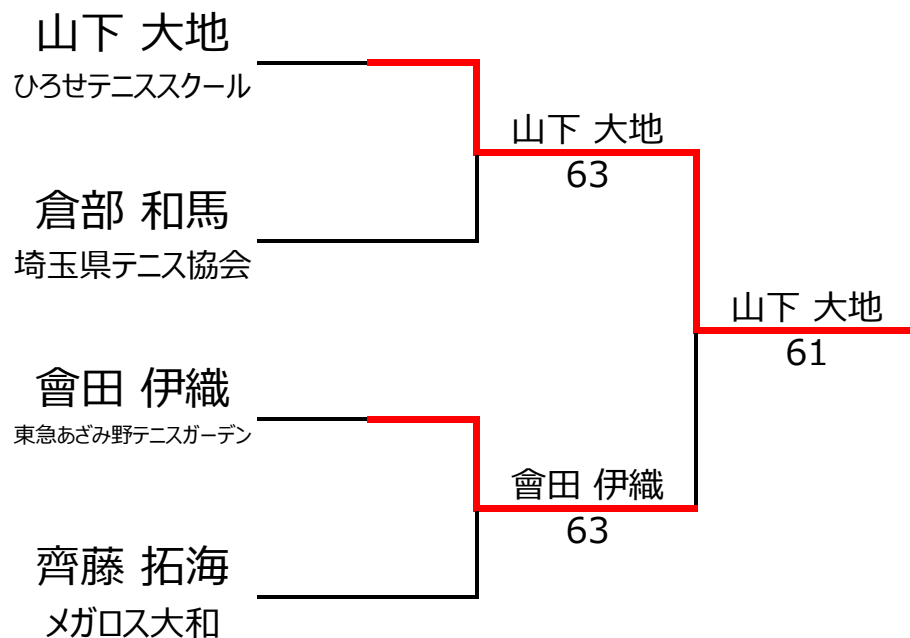 山下 大地
ひろせテニススクール
倉部 和馬
埼玉県テニス協会
會田 伊織
東急あざみ野テニスガーデン
齊藤 拓海
メガロス大和
山下 大地
63
會田 伊織
63
山下 大地
61